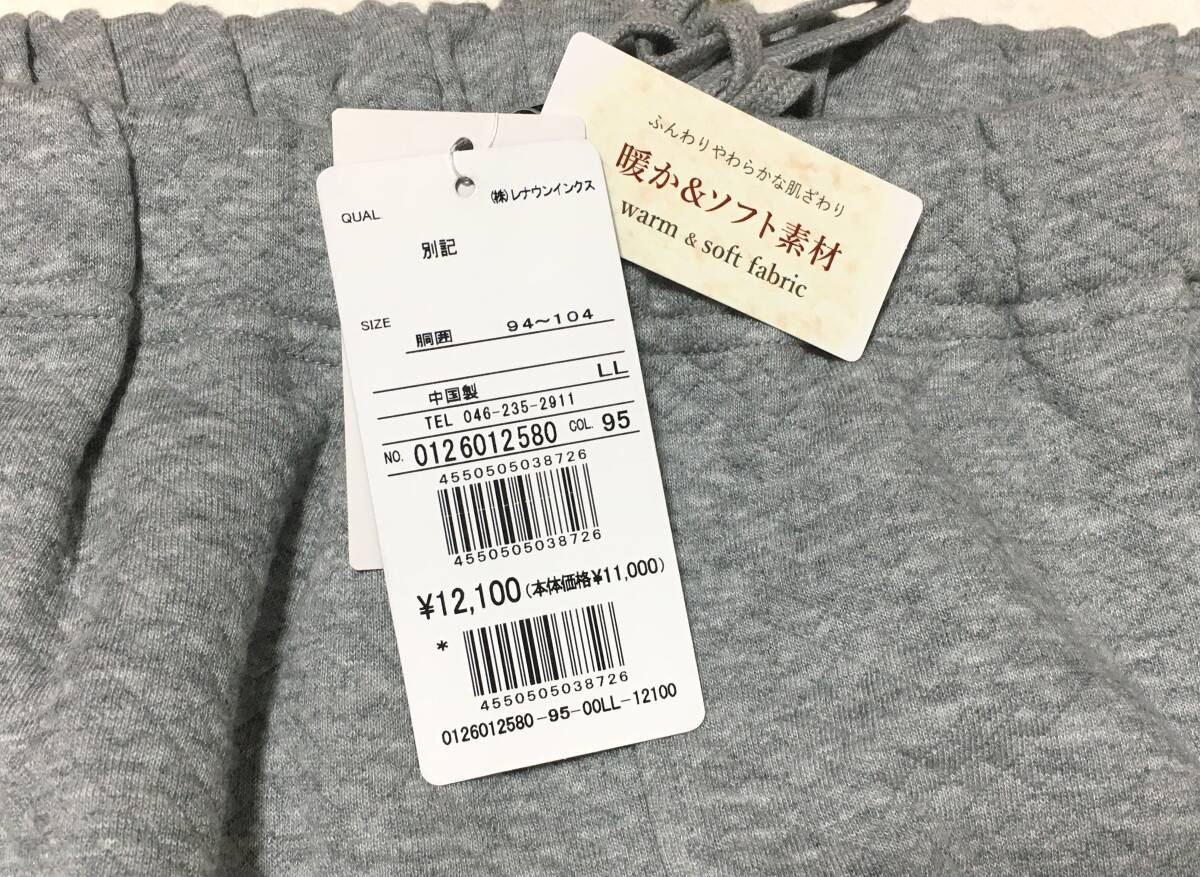 (株)レナウンインクス
QUAL
別記
SIZE
胴囲 94～104
LL
中国製
TEL 046-235-2911
NO. 0126012580 COL. 95
4550505038726
4550505038726
¥12,100(本体価格¥11,000)
*
4550505038726
0126012580-95-00LL-12100
ふんわりやわらかな肌ざわり
暖か&ソフト素材
warm & soft fabric